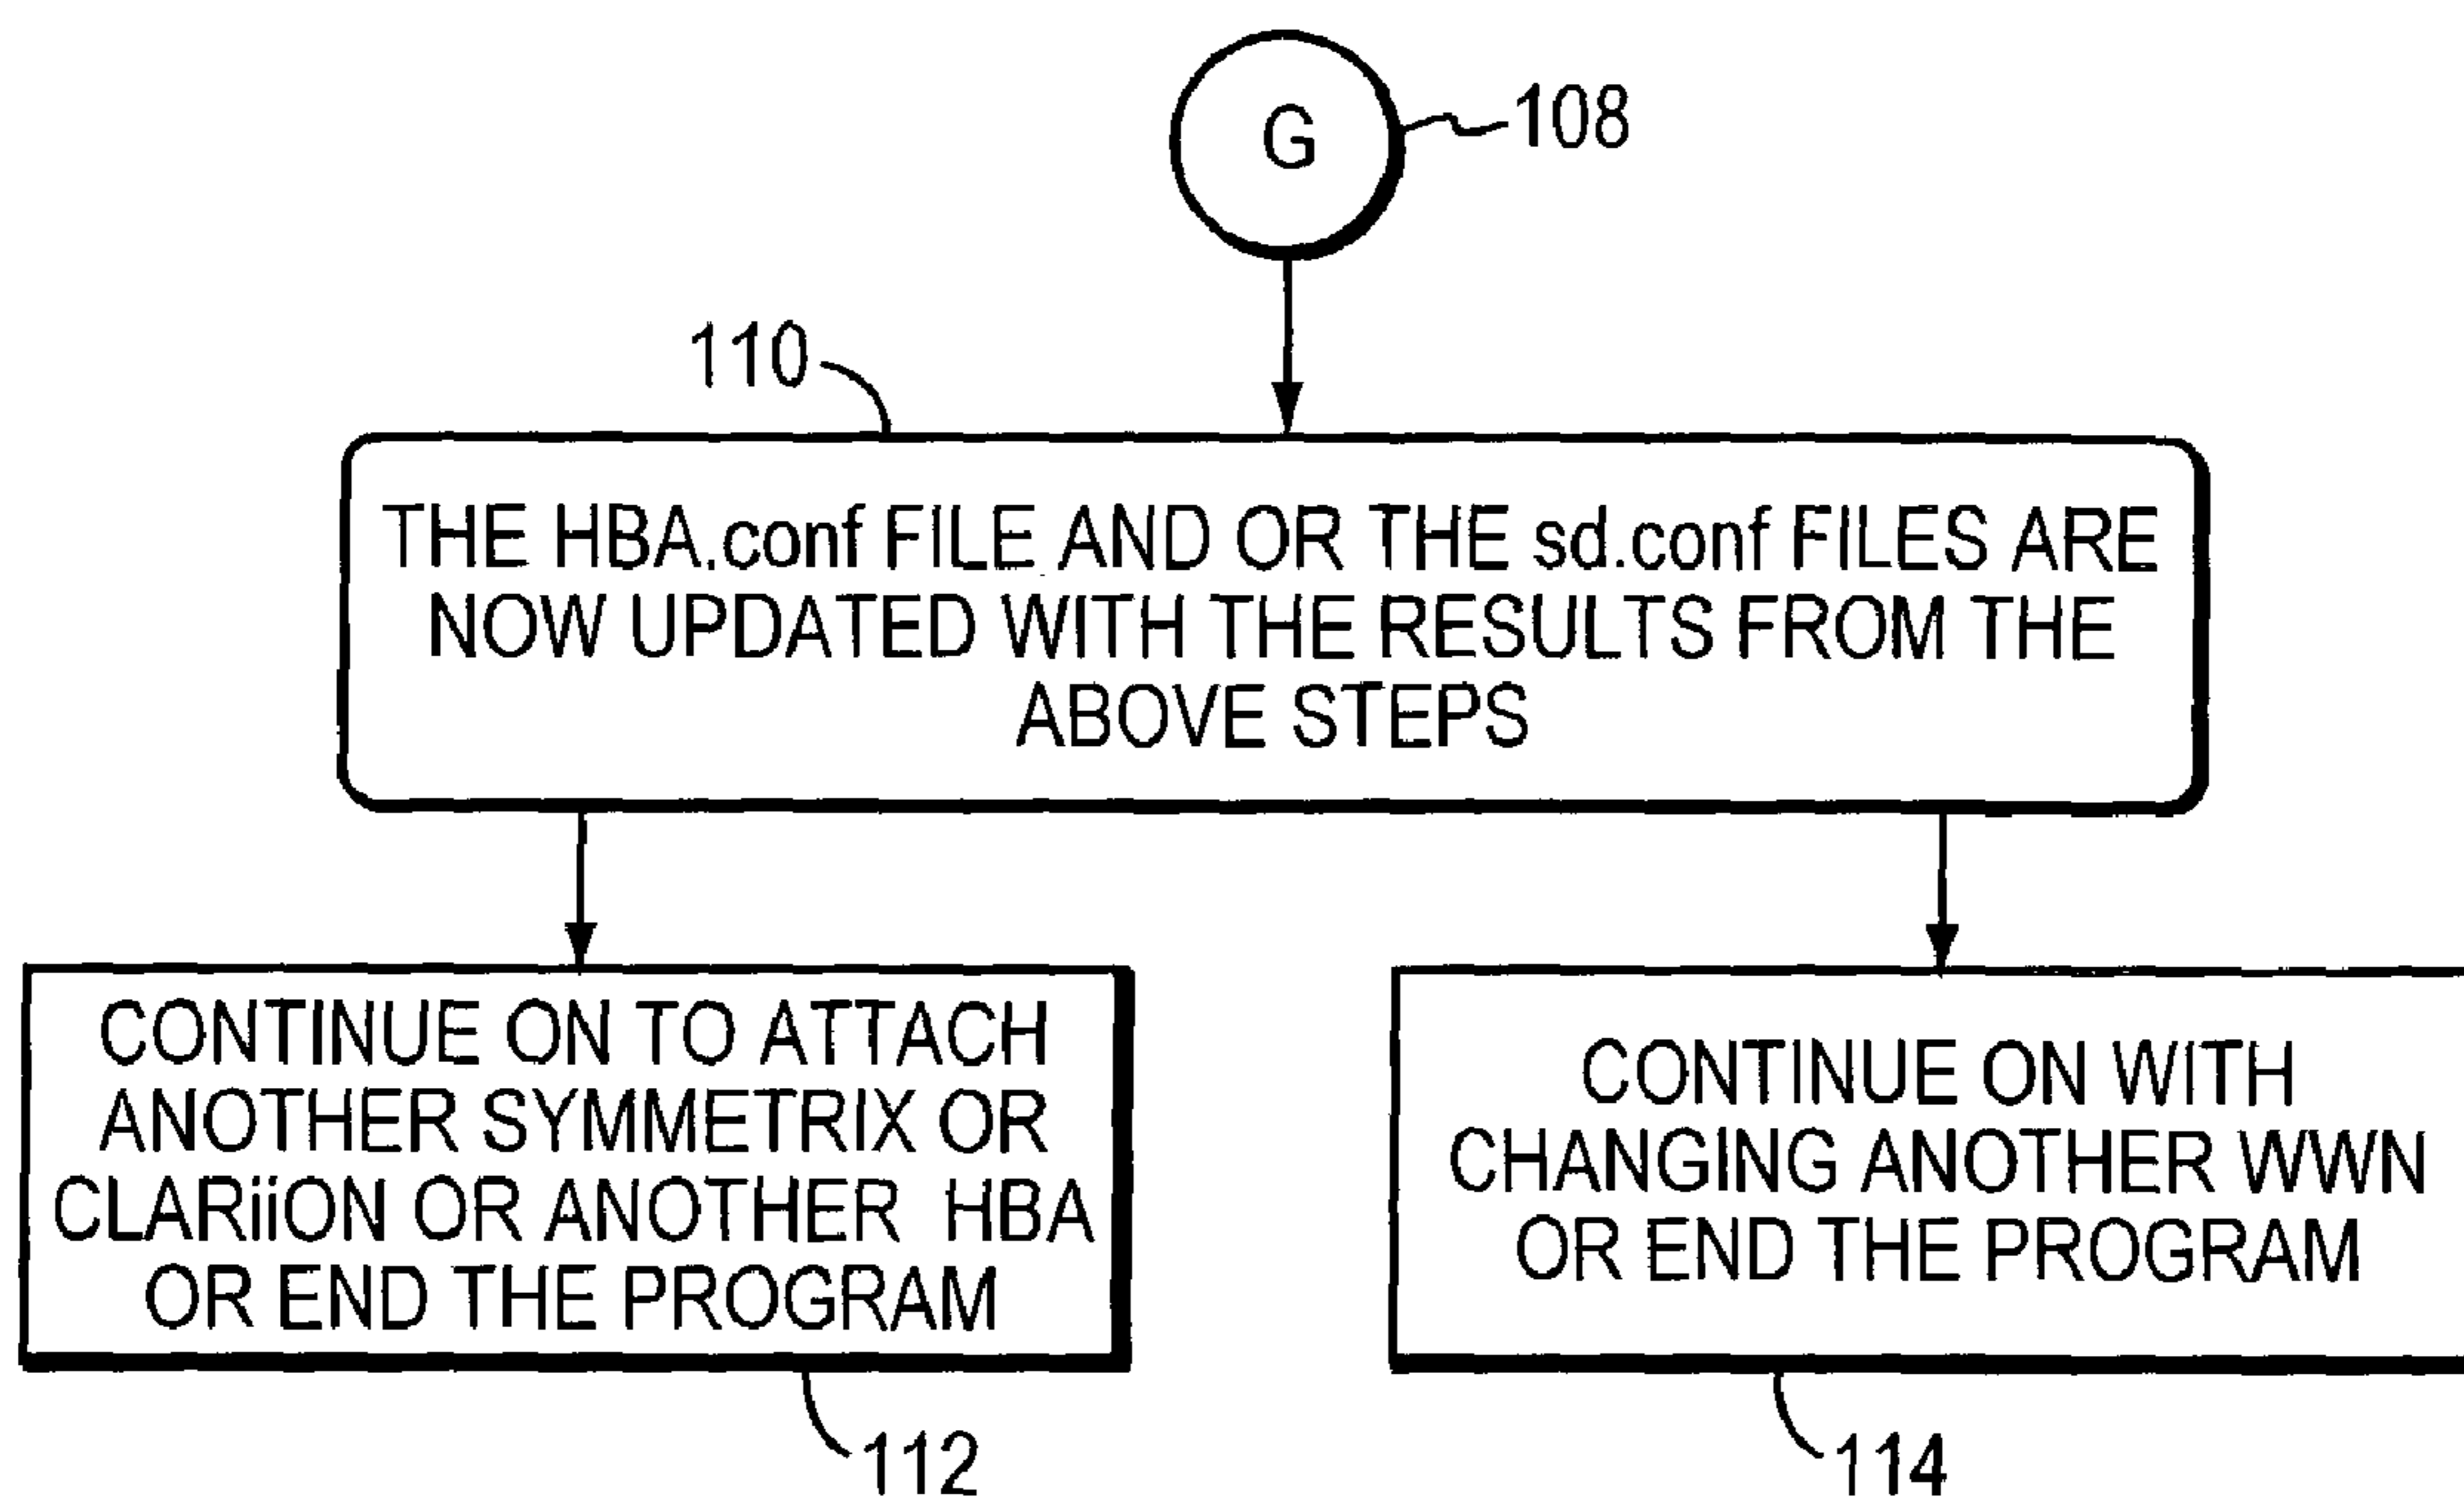 G
108
110
THE HBA.conf FILE AND OR THE sd.conf FILES ARE
NOW UPDATED WITH THE RESULTS FROM THE
ABOVE STEPS
CONTINUE ON TO ATTACH
ANOTHER SYMMETRIX OR
CLARiiON OR ANOTHER HBA
OR END THE PROGRAM
112
CONTINUE ON WITH
CHANGING ANOTHER WWN
OR END THE PROGRAM
114